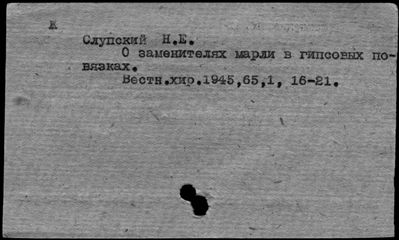 Ж
Слупский Н.Е.
О заменителях марли в гипсовых по-
вязках.
Вестн.хир.1945,65,1, 16-21.